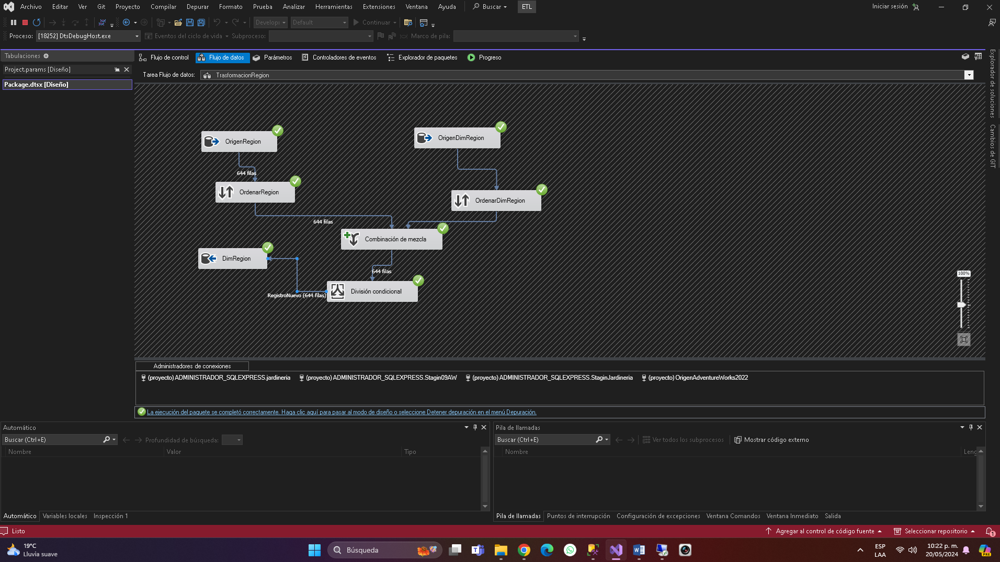 Archivo Editar Ver Git Proyecto Compilar Depurar Formato Prueba Analizar Herramientas Extensiones Ventana Ayuda Buscar ETL Iniciar sesión
Develop Default Continuar
Proceso: [18252] DtsDebugHost.exe Eventos del ciclo de vida Subproceso: Marco de pila:
Tabulaciones
Project.params [Diseño]
Package.dtsx [Diseño]
Flujo de control Flujo de datos Parámetros Controladores de eventos Explorador de paquetes Progreso
Tarea Flujo de datos: TrasformacionRegion
Explorador de soluciones
Cambios de GIT
OrigenRegion
OrigenDimRegion
644 filas
OrdenarRegion
OrdenarDimRegion
644 filas
Combinación de mezcla
DimRegion
644 filas
División condicional
RegistroNuevo (644 filas)
100%
Administradores de conexiones
(proyecto) ADMINISTRADOR_SQLEXPRESS.jardineria (proyecto) ADMINISTRADOR_SQLEXPRESS.Stagin09AW (proyecto) ADMINISTRADOR_SQLEXPRESS.StaginJardineria (proyecto) OrigenAdventureWorks2022
La ejecución del paquete se completó correctamente. Haga clic aquí para pasar al modo de diseño o seleccione Detener depuración en el menú Depuración.
Automático
Buscar (Ctrl+E) Profundidad de búsqueda:
Nombre Valor Tipo
Automático Variables locales Inspección 1
Pila de llamadas
Buscar (Ctrl+E) Ver todos los subprocesos Mostrar código externo
Nombre Leng
Pila de llamadas Puntos de interrupción Configuración de excepciones Ventana Comandos Ventana Inmediato Salida
Listo Agregar al control de código fuente Seleccionar repositorio 1
19°C
Lluvia suave
Búsqueda
ESP
LAA
10:22 p. m.
20/05/2024
PRE